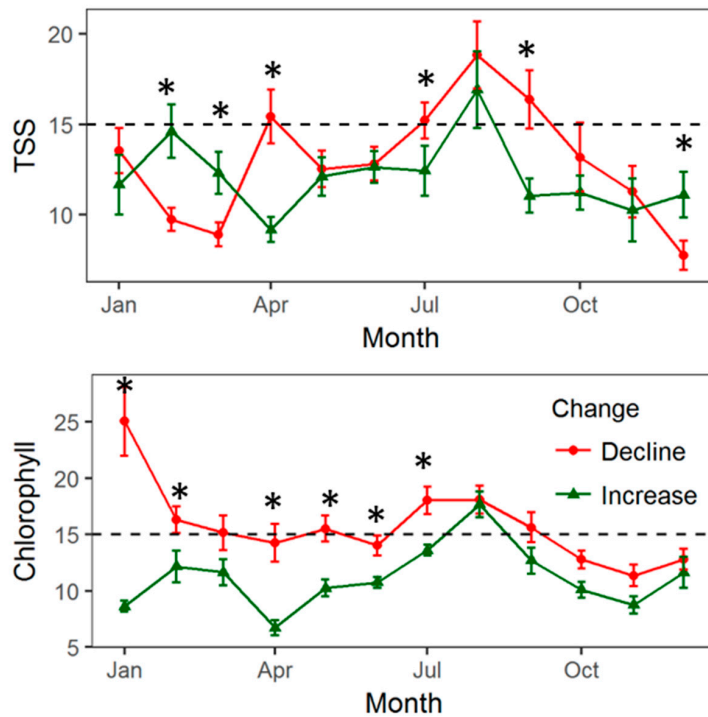 20
*
*
*
*
*
15
*
TSS
10
Jan Apr Jul Oct
Month
*
25
Change
Decline
*
*
*
*
*
Increase
20
15
Chlorophyll
10
5
Jan Apr Jul Oct
Month